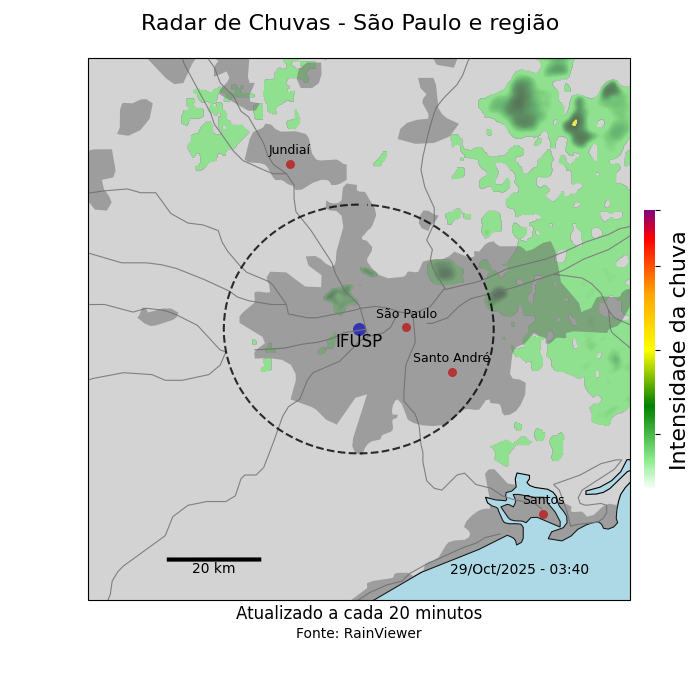 Radar de Chuvas - São Paulo e região
Jundiaí
São Paulo
IFUSP
Santo André
Santos
20 km
29/Out/2025 - 03:40
Intensidade da chuva
Atualizado a cada 20 minutos
Fonte: RainViewer